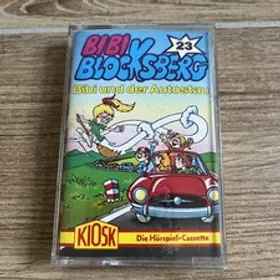 BIBI
BLOCKSBERG
23
Bibi und der Autostau
KIOSK
Die Hörspiel-Cassette